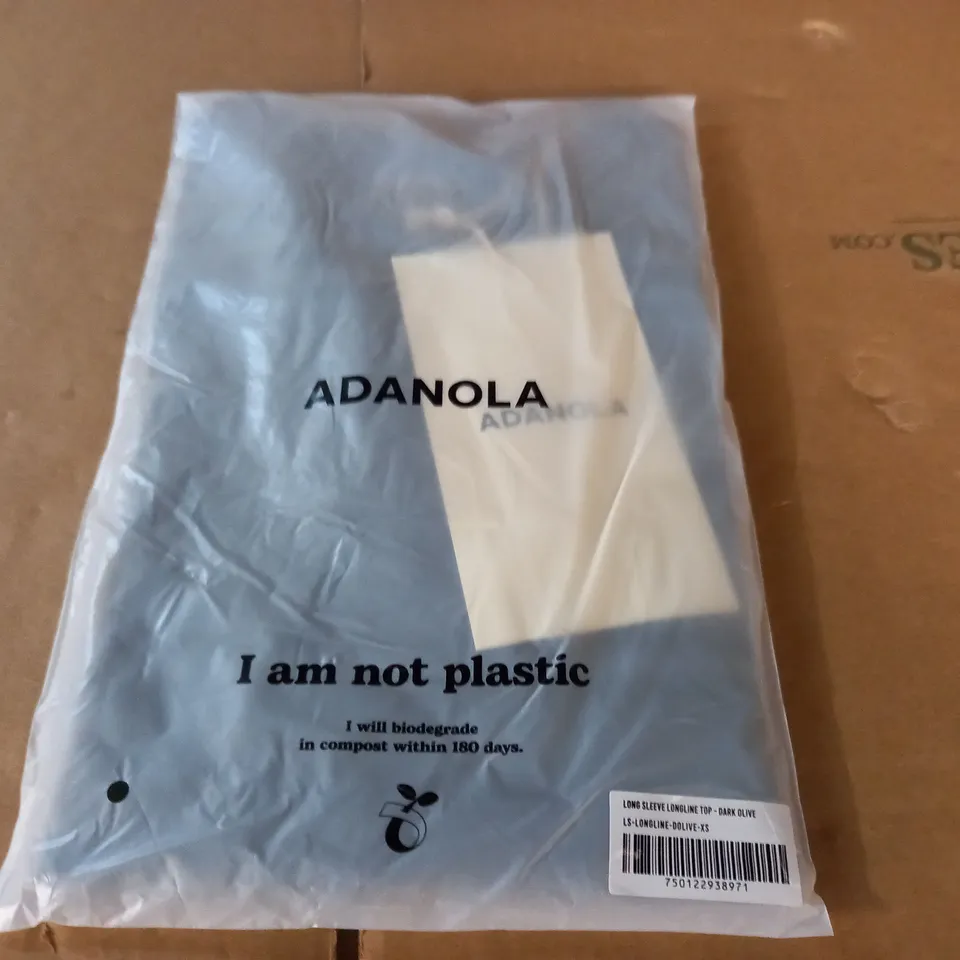 ADANOLA
ADANOLA
I am not plastic
I will biodegrade
in compost within 180 days.
LONG SLEEVE LONGLINE TOP - DARK OLIVE
LS-LONGLINE-DOLIVE-XS
750122938971